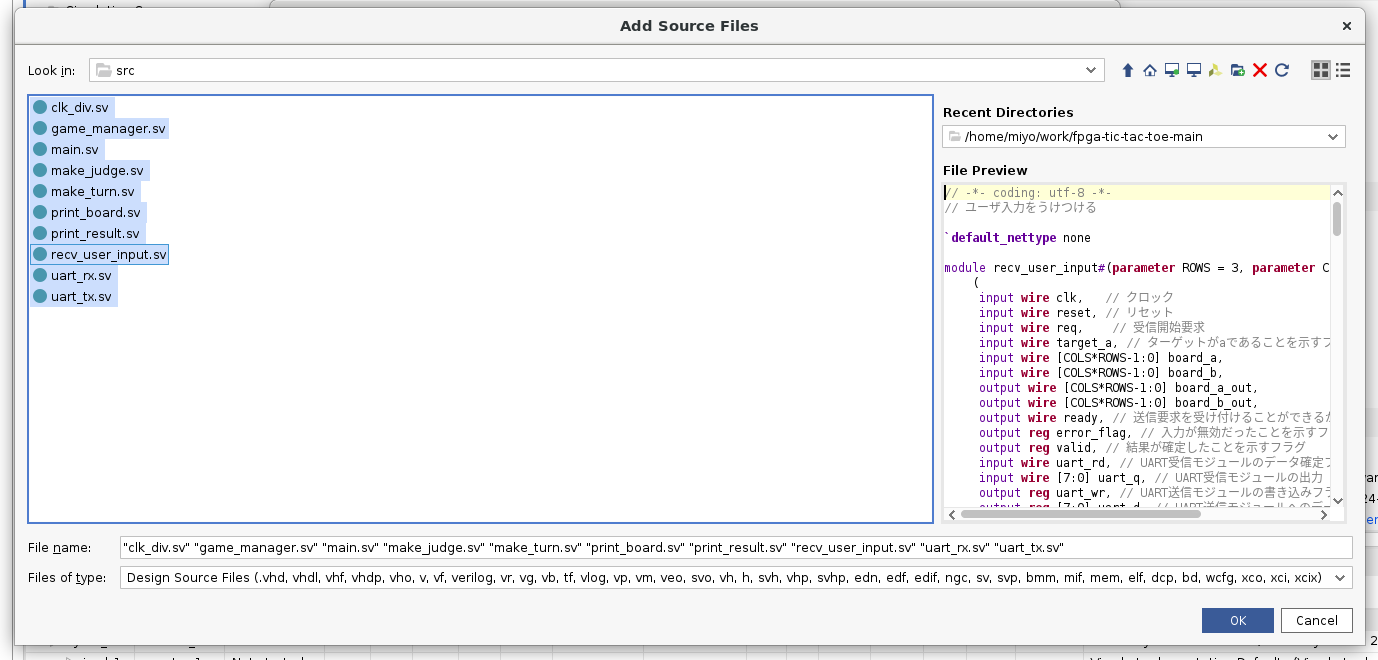 Add Source Files
Look in: src
clk_div.sv
game_manager.sv
main.sv
make_judge.sv
make_turn.sv
print_board.sv
print_result.sv
recv_user_input.sv
uart_rx.sv
uart_tx.sv
Recent Directories
/home/miyo/work/fpga-tic-tac-toe-main
File Preview
// -*- coding: utf-8 -*-
// ユーザ入力をうけつける
`default_nettype none
module recv_user_input#(parameter ROWS = 3, parameter C
(
input wire clk, // クロック
input wire reset, // リセット
input wire req, // 受信開始要求
input wire target_a, // ターゲットがaであることを示すフ
input wire [COLS*ROWS-1:0] board_a,
input wire [COLS*ROWS-1:0] board_b,
output wire [COLS*ROWS-1:0] board_a_out,
output wire [COLS*ROWS-1:0] board_b_out,
output wire ready, // 送信要求を受け付けることができるか
output reg error_flag, // 入力が無効だったことを示すフ
output reg valid, // 結果が確定したことを示すフラグ
input wire uart_rd, // UART受信モジュールのデータ確定フ
input wire [7:0] uart_q, // UART受信モジュールの出力
output reg uart_wr, // UART送信モジュールの書き込みフラ
File name: "clk_div.sv" "game_manager.sv" "main.sv" "make_judge.sv" "make_turn.sv" "print_board.sv" "print_result.sv" "recv_user_input.sv" "uart_rx.sv" "uart_tx.sv"
Files of type: Design Source Files (.vhd, vhdl, vhf, vhdp, vho, v, vf, verilog, vr, vg, vb, tf, vlog, vp, vm, veo, svo, vh, h, svh, vhp, svhp, edn, edf, edif, ngc, sv, svp, bmm, mif, mem, elf, dcp, bd, wcfg, xco, xci, xcix)
OK Cancel